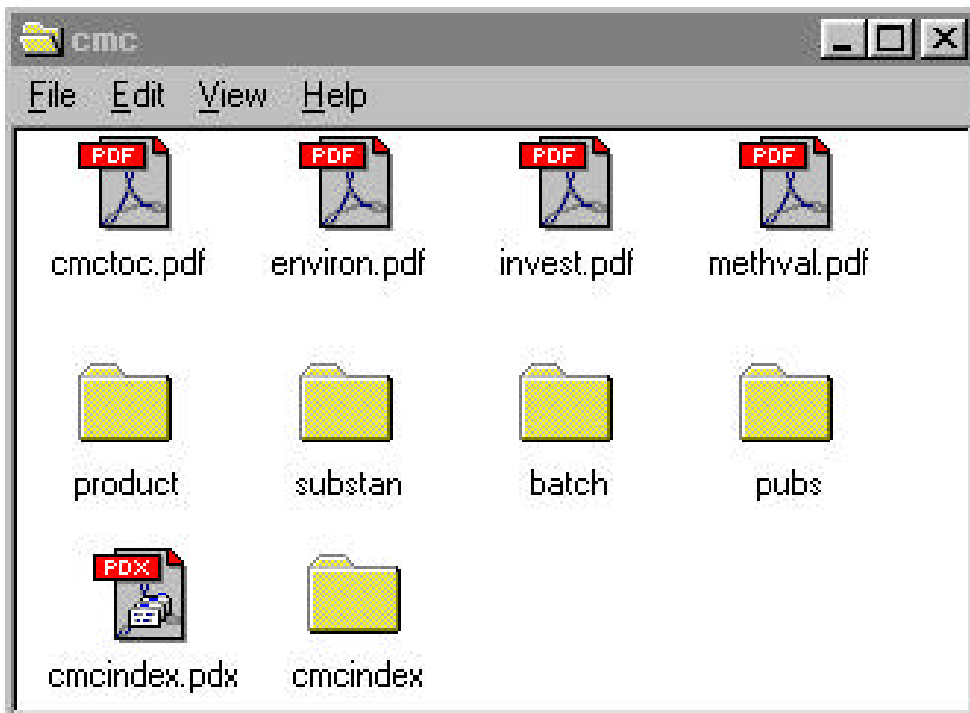 cmc
File Edit View Help
PDF PDF PDF PDF
cmctoc.pdf environ.pdf invest.pdf methval.pdf
product substan batch pubs
PDX
cmcindex.pdx cmcindex